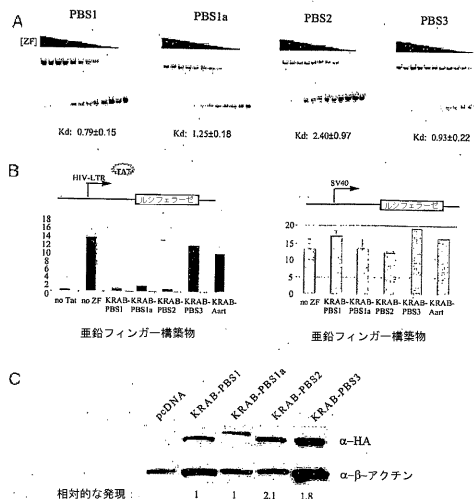 A
PBS1 PBS1a PBS2 PBS3
[ZF]
Kd: 0.79±0.15 Kd: 1.25±0.18 Kd: 2.40±0.97 Kd: 0.93±0.22
B
HIV-LTR TAT ルシフェラーゼ
SV40 ルシフェラーゼ
18
16
14
12
10
8
6
4
2
0
no Tat no ZF KRAB-PBS1 KRAB-PBS1a KRAB-PBS2 KRAB-PBS3 KRAB-Aart
亜鉛フィンガー構築物
20
15
10
5
0
no ZF KRAB-PBS1 KRAB-PBS1a KRAB-PBS2 KRAB-PBS3 KRAB-Aart
亜鉛フィンガー構築物
C
pcDNA KRAB-PBS1 KRAB-PBS1a KRAB-PBS2 KRAB-PBS3
α-HA
α-β-アクチン
相対的な発現: 1 1 2.1 1.8